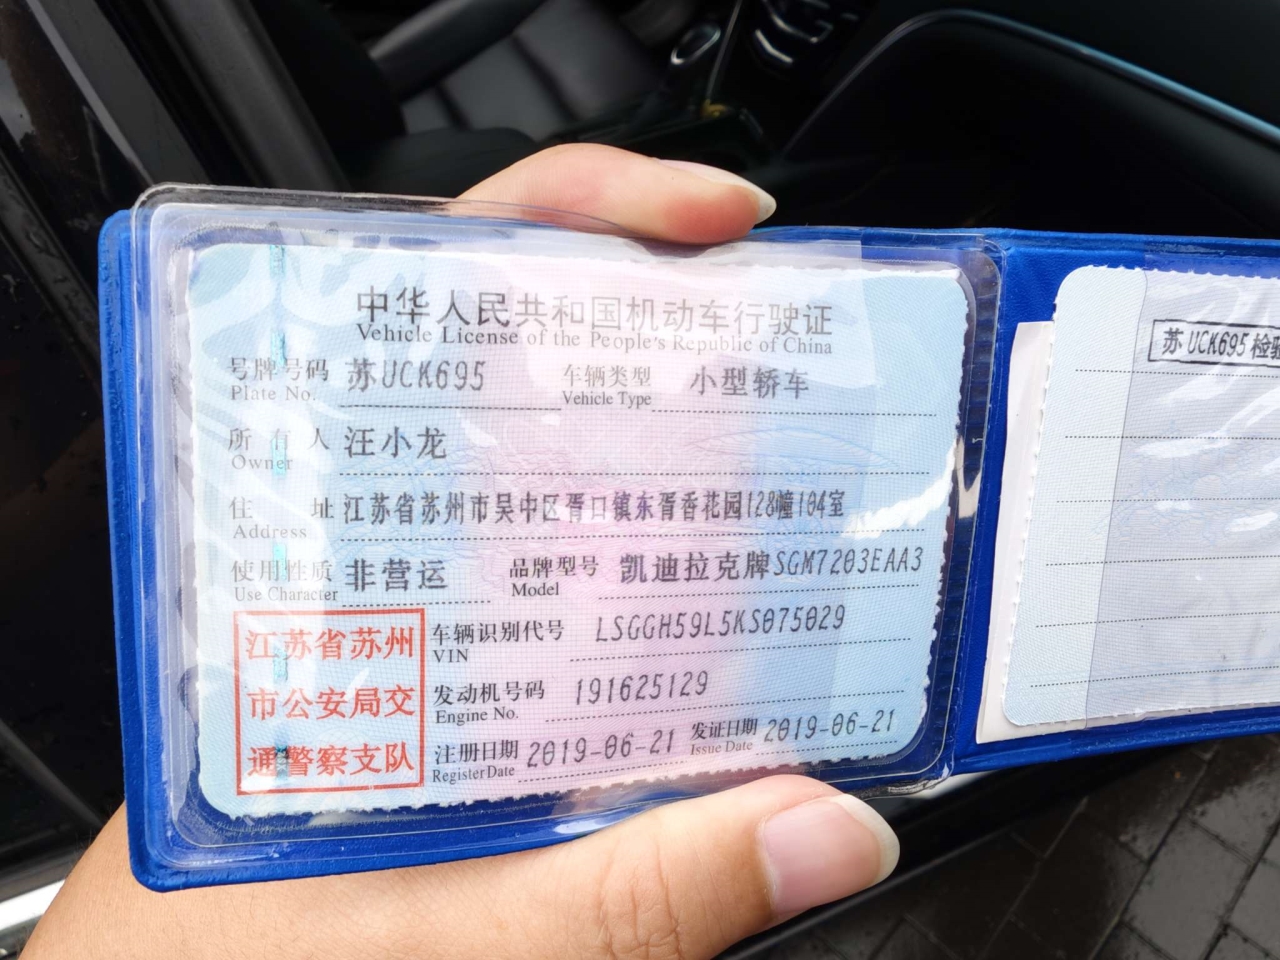 中华人民共和国机动车行驶证
Vehicle License of the People's Republic of China
号牌号码 苏UCK695 车辆类型 小型轿车
Plate No. Vehicle Type
所有人 汪小龙
Owner
住址 江苏省苏州市吴中区胥口镇东胥香花园128幢104室
Address
使用性质 非营运 品牌型号 凯迪拉克牌SGM7203EAA3
Use Character Model
江苏省苏州
市公安局交
通警察支队
车辆识别代号 LSGGH59L5KS075029
VIN
发动机号码 191625129
Engine No.
注册日期 2019-06-21 发证日期 2019-06-21
Register Date Issue Date
苏UCK695检验